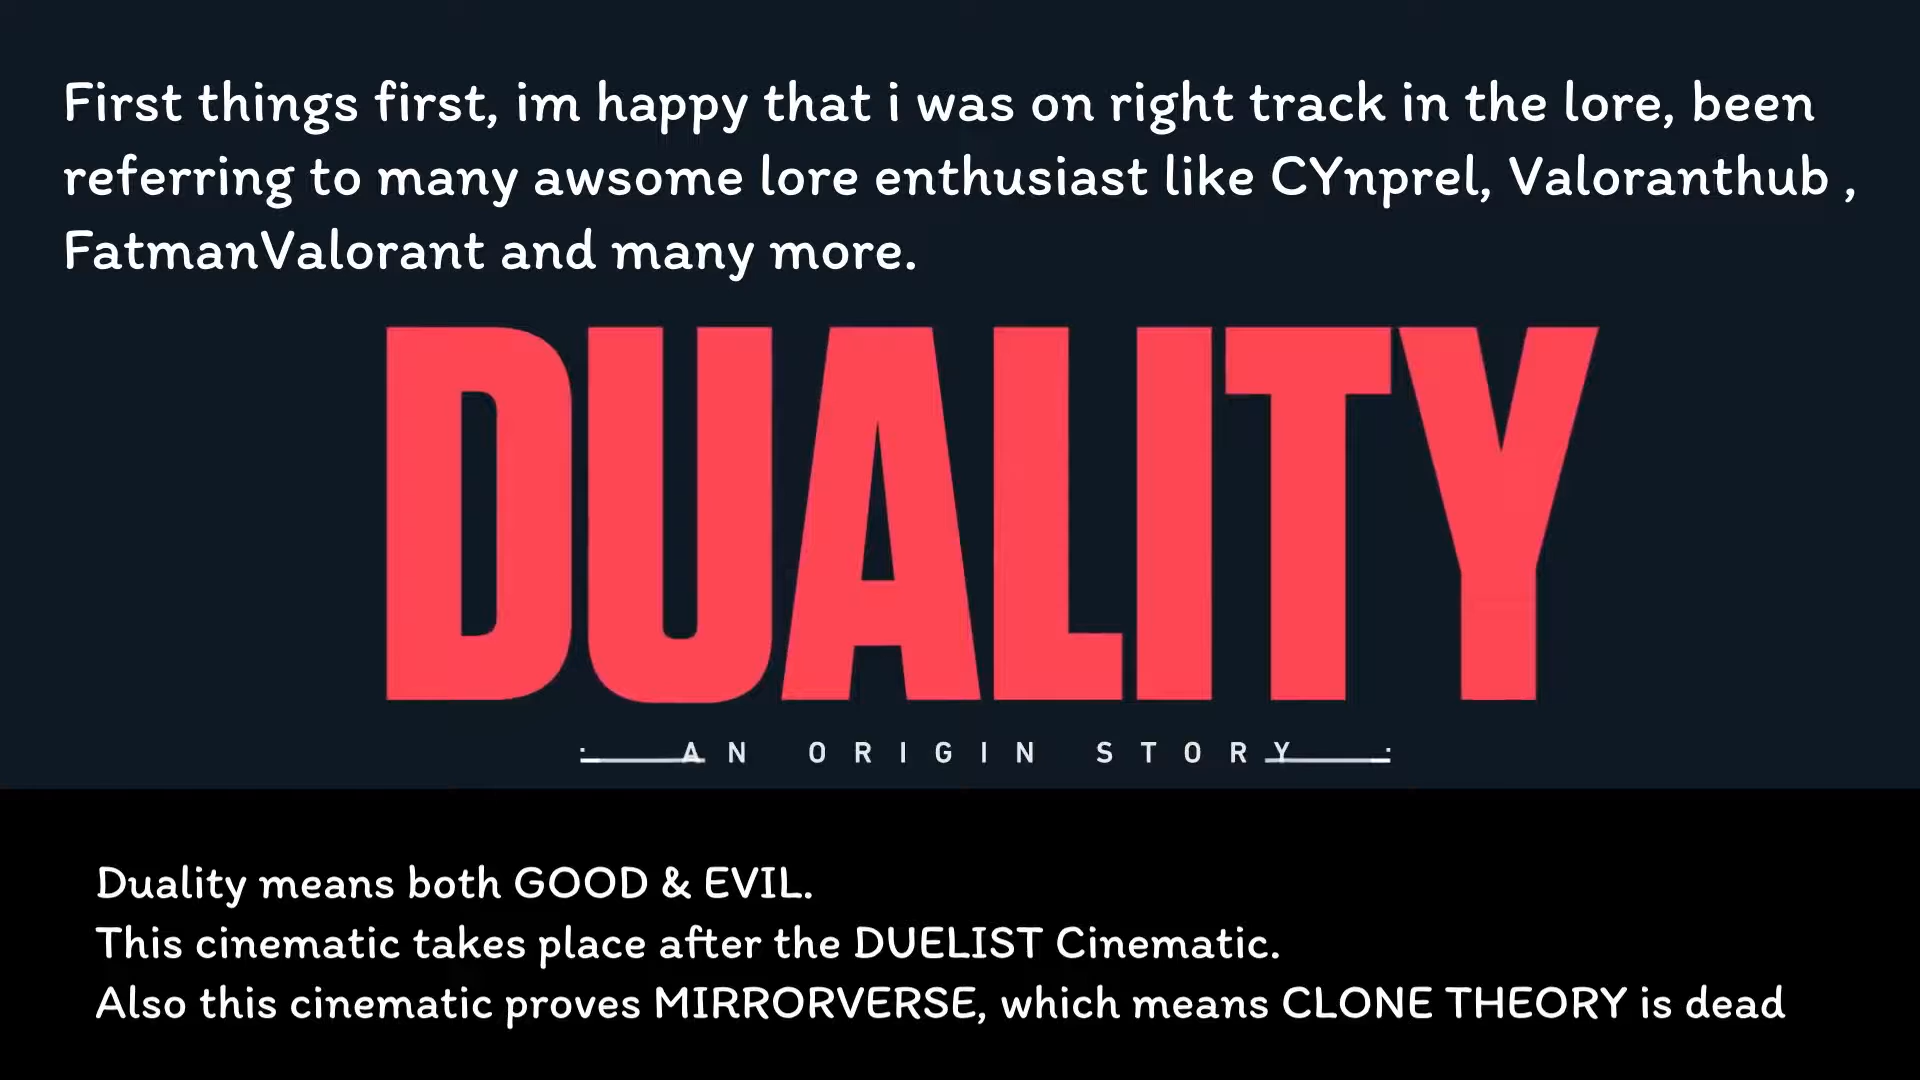 First things first, im happy that i was on right track in the lore, been
referring to many awsome lore enthusiast like CYnprel, Valoranthub ,
FatmanValorant and many more.
DUALITY
AN ORIGIN STORY
Duality means both GOOD & EVIL.
This cinematic takes place after the DUELIST Cinematic.
Also this cinematic proves MIRRORVERSE, which means CLONE THEORY is dead